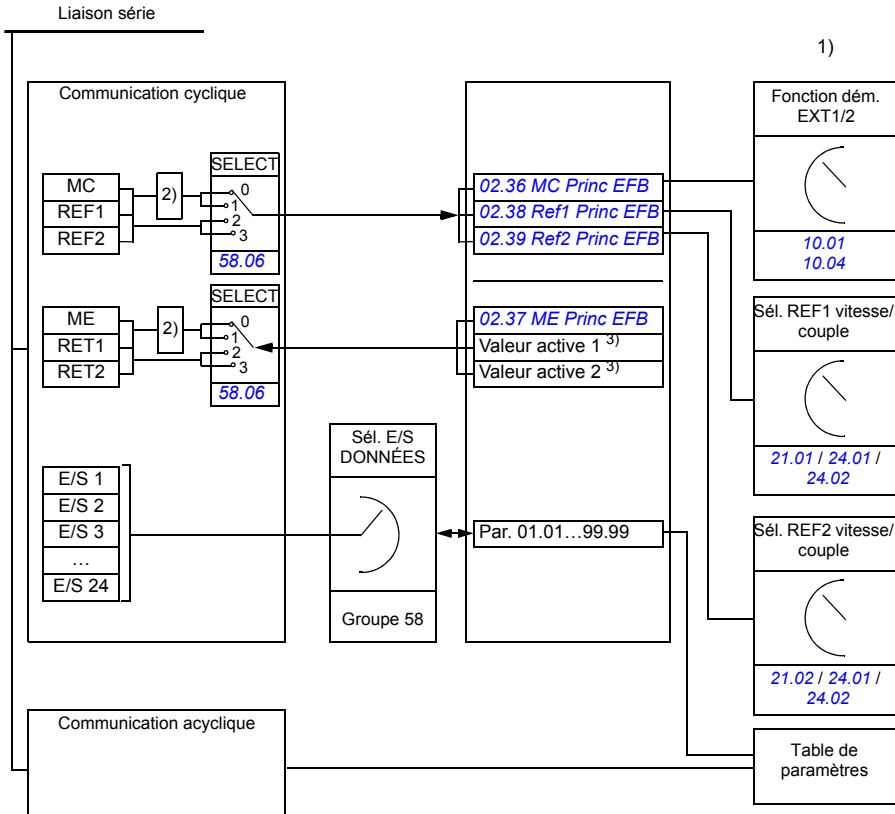 Liaison série
1)
Communication cyclique
MC
REF1
REF2
2)
SELECT
0
1
2
3
58.06
02.36 MC Princ EFB
02.38 Ref1 Princ EFB
02.39 Ref2 Princ EFB
Fonction dém.
EXT1/2
10.01
10.04
ME
RET1
RET2
2)
SELECT
0
1
2
3
58.06
02.37 ME Princ EFB
Valeur active 1 3)
Valeur active 2 3)
Sél. REF1 vitesse/
couple
21.01 / 24.01 /
24.02
E/S 1
E/S 2
E/S 3
…
E/S 24
Sél. E/S
DONNÉES
Groupe 58
Par. 01.01…99.99
Sél. REF2 vitesse/
couple
21.02 / 24.01 /
24.02
Communication acyclique
Table de
paramètres